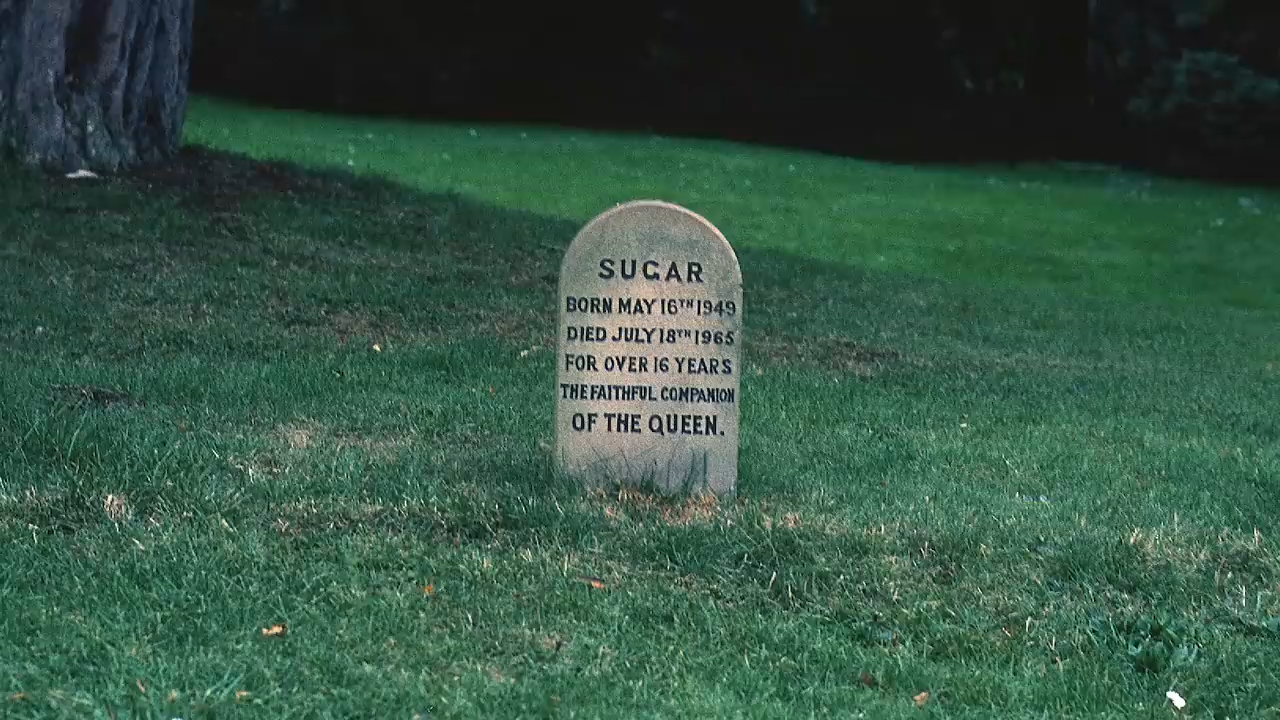 SUGAR
BORN MAY 16TH 1949
DIED JULY 18TH 1965
FOR OVER 16 YEARS
THE FAITHFUL COMPANION
OF THE QUEEN.